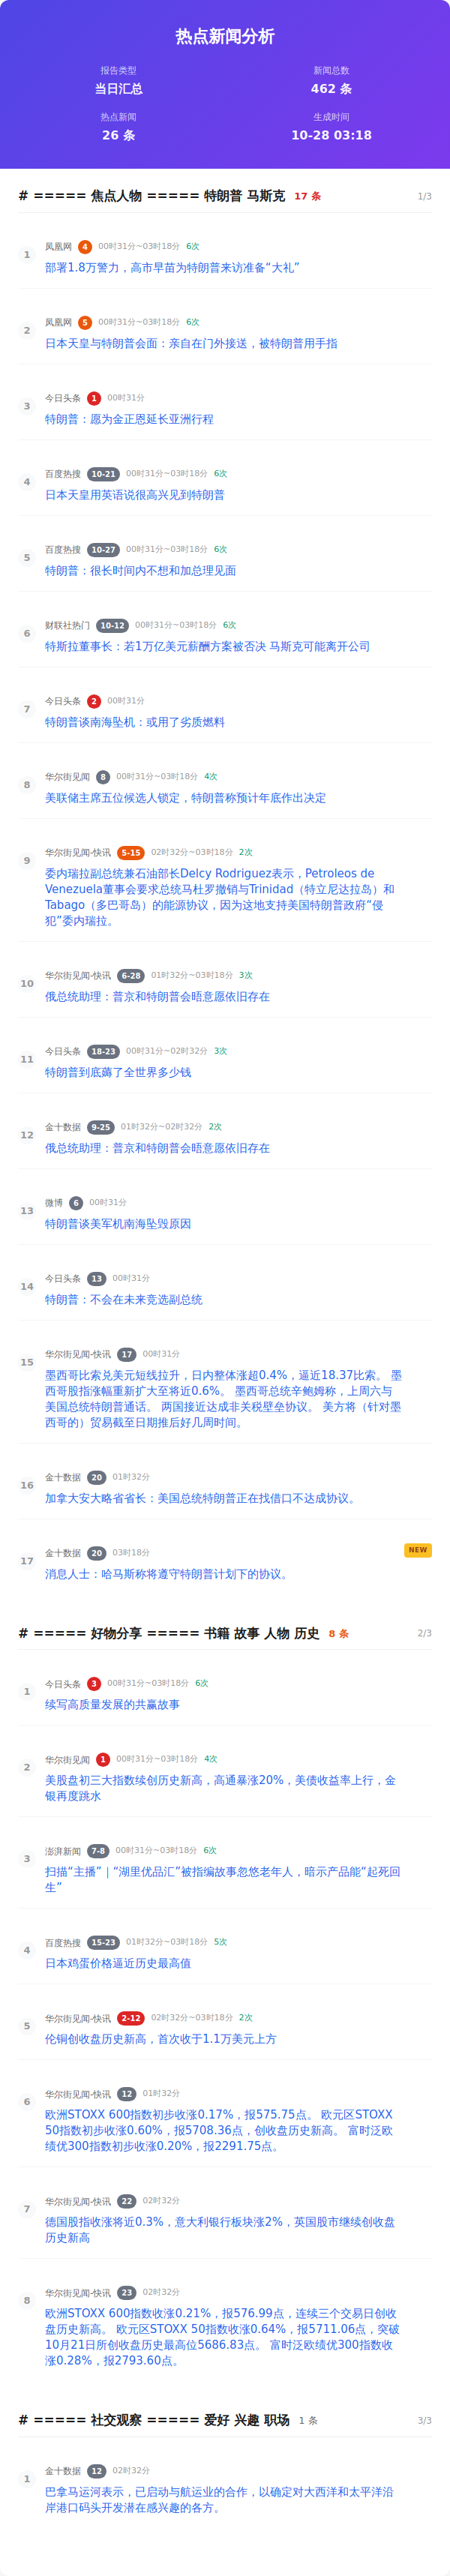 热点新闻分析
报告类型
新闻总数
当日汇总
462 条
热点新闻
生成时间
26 条
10-28 03:18
# ===== 焦点人物 ===== 特朗普 马斯克 17 条 1/3
1
凤凰网 4 00时31分~03时18分 6次
部署1.8万警力，高市早苗为特朗普来访准备“大礼”
2
凤凰网 5 00时31分~03时18分 6次
日本天皇与特朗普会面：亲自在门外接送，被特朗普用手指
3
今日头条 1 00时31分
特朗普：愿为金正恩延长亚洲行程
4
百度热搜 10-21 00时31分~03时18分 6次
日本天皇用英语说很高兴见到特朗普
5
百度热搜 10-27 00时31分~03时18分 6次
特朗普：很长时间内不想和加总理见面
6
财联社热门 10-12 00时31分~03时18分 6次
特斯拉董事长：若1万亿美元薪酬方案被否决 马斯克可能离开公司
7
今日头条 2 00时31分
特朗普谈南海坠机：或用了劣质燃料
8
华尔街见闻 8 00时31分~03时18分 4次
美联储主席五位候选人锁定，特朗普称预计年底作出决定
9
华尔街见闻-快讯 5-15 02时32分~03时18分 2次
委内瑞拉副总统兼石油部长Delcy Rodriguez表示，Petroleos de
Venezuela董事会要求总统马杜罗撤销与Trinidad（特立尼达拉岛）和
Tabago（多巴哥岛）的能源协议，因为这地支持美国特朗普政府“侵
犯”委内瑞拉。
10
华尔街见闻-快讯 6-28 01时32分~03时18分 3次
俄总统助理：普京和特朗普会晤意愿依旧存在
11
今日头条 18-23 00时31分~02时32分 3次
特朗普到底薅了全世界多少钱
12
金十数据 9-25 01时32分~02时32分 2次
俄总统助理：普京和特朗普会晤意愿依旧存在
13
微博 6 00时31分
特朗普谈美军机南海坠毁原因
14
今日头条 13 00时31分
特朗普：不会在未来竞选副总统
15
华尔街见闻-快讯 17 00时31分
墨西哥比索兑美元短线拉升，日内整体涨超0.4%，逼近18.37比索。 墨
西哥股指涨幅重新扩大至将近0.6%。 墨西哥总统辛鲍姆称，上周六与
美国总统特朗普通话。 两国接近达成非关税壁垒协议。 美方将（针对墨
西哥的）贸易截至日期推后好几周时间。
16
金十数据 20 01时32分
加拿大安大略省省长：美国总统特朗普正在找借口不达成协议。
17
金十数据 20 03时18分 NEW
消息人士：哈马斯称将遵守特朗普计划下的协议。
# ===== 好物分享 ===== 书籍 故事 人物 历史 8 条 2/3
1
今日头条 3 00时31分~03时18分 6次
续写高质量发展的共赢故事
2
华尔街见闻 1 00时31分~03时18分 4次
美股盘初三大指数续创历史新高，高通暴涨20%，美债收益率上行，金
银再度跳水
3
澎湃新闻 7-8 00时31分~03时18分 6次
扫描“主播”｜“湖里优品汇”被指编故事忽悠老年人，暗示产品能“起死回
生”
4
百度热搜 15-23 01时32分~03时18分 5次
日本鸡蛋价格逼近历史最高值
5
华尔街见闻-快讯 2-12 02时32分~03时18分 2次
伦铜创收盘历史新高，首次收于1.1万美元上方
6
华尔街见闻-快讯 12 01时32分
欧洲STOXX 600指数初步收涨0.17%，报575.75点。 欧元区STOXX
50指数初步收涨0.60%，报5708.36点，创收盘历史新高。 富时泛欧
绩优300指数初步收涨0.20%，报2291.75点。
7
华尔街见闻-快讯 22 02时32分
德国股指收涨将近0.3%，意大利银行板块涨2%，英国股市继续创收盘
历史新高
8
华尔街见闻-快讯 23 02时32分
欧洲STOXX 600指数收涨0.21%，报576.99点，连续三个交易日创收
盘历史新高。 欧元区STOXX 50指数收涨0.64%，报5711.06点，突破
10月21日所创收盘历史最高位5686.83点。 富时泛欧绩优300指数收
涨0.28%，报2793.60点。
# ===== 社交观察 ===== 爱好 兴趣 职场 1 条 3/3
1
金十数据 12 02时32分
巴拿马运河表示，已启动与航运业的合作，以确定对大西洋和太平洋沿
岸港口码头开发潜在感兴趣的各方。